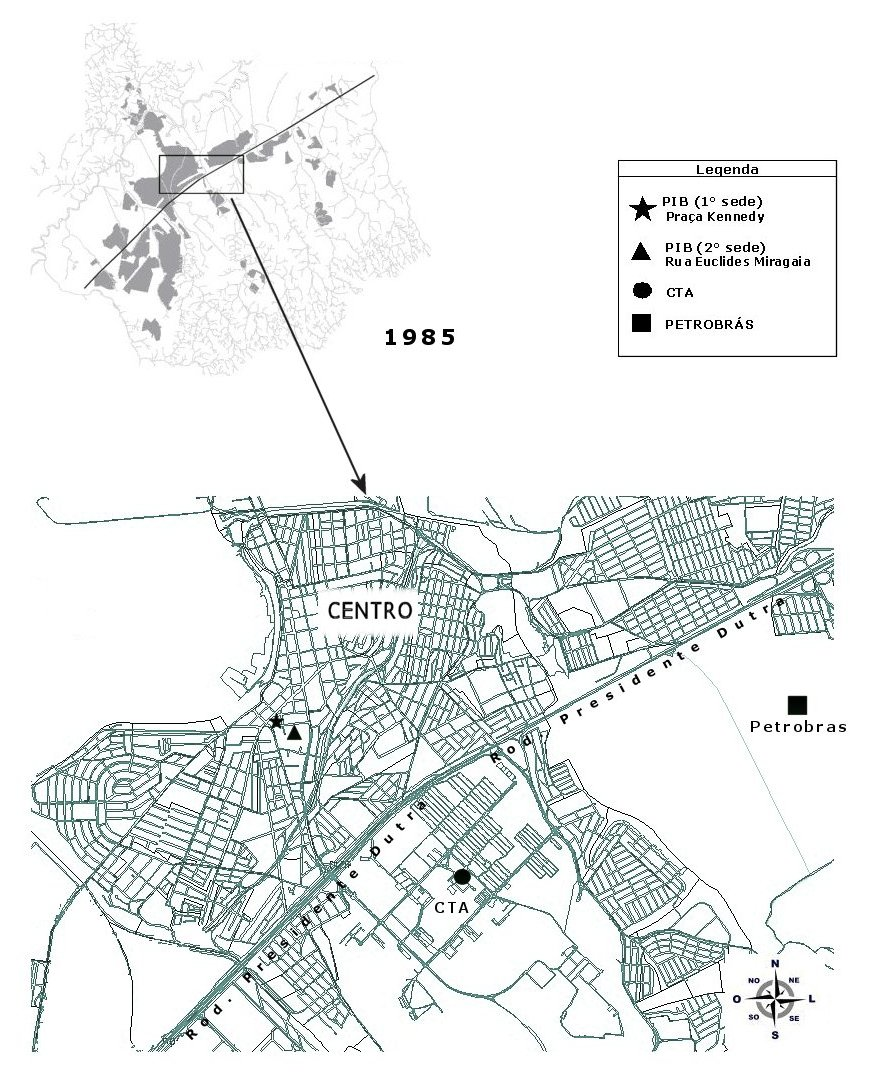 Legenda
PIB (1° sede)
Praça Kennedy
PIB (2° sede)
Rua Euclides Miragaia
CTA
PETROBRÁS
1985
CENTRO
Rod. Presidente Dutra
Petrobras
Rod. Presidente Dutra
CTA
N
NO NE
O L
SO SE
S